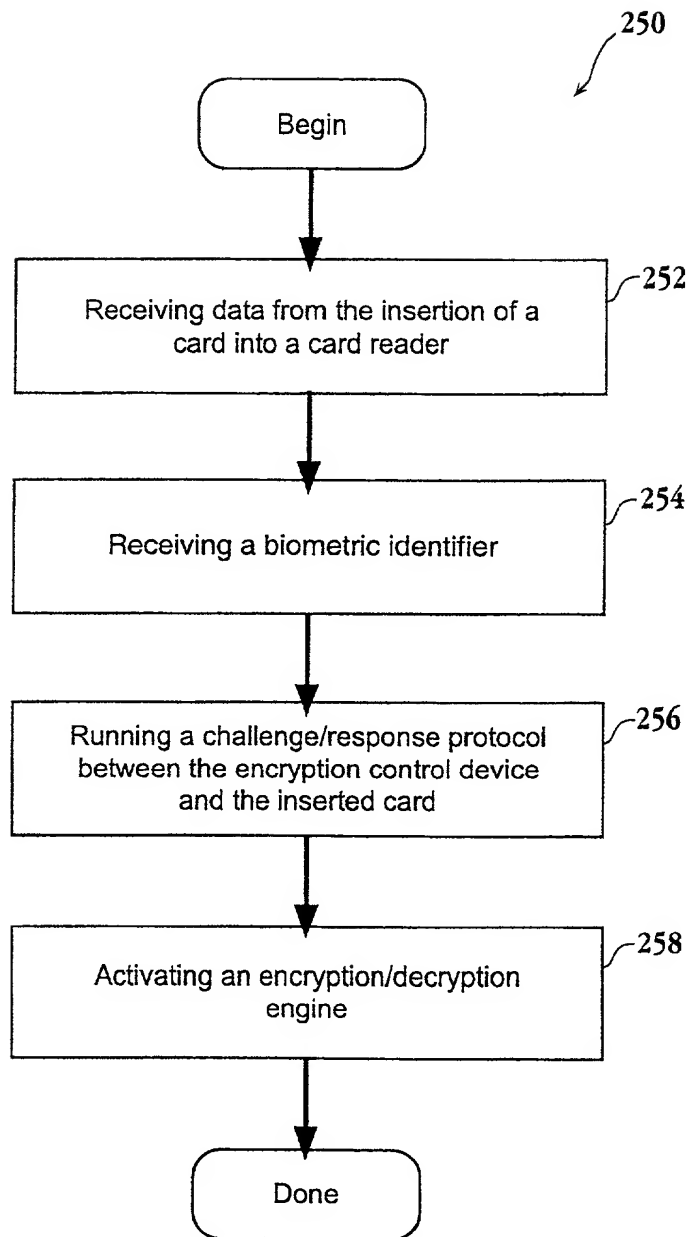 250
Begin
252
Receiving data from the insertion of a
card into a card reader
254
Receiving a biometric identifier
256
Running a challenge/response protocol
between the encryption control device
and the inserted card
258
Activating an encryption/decryption
engine
Done